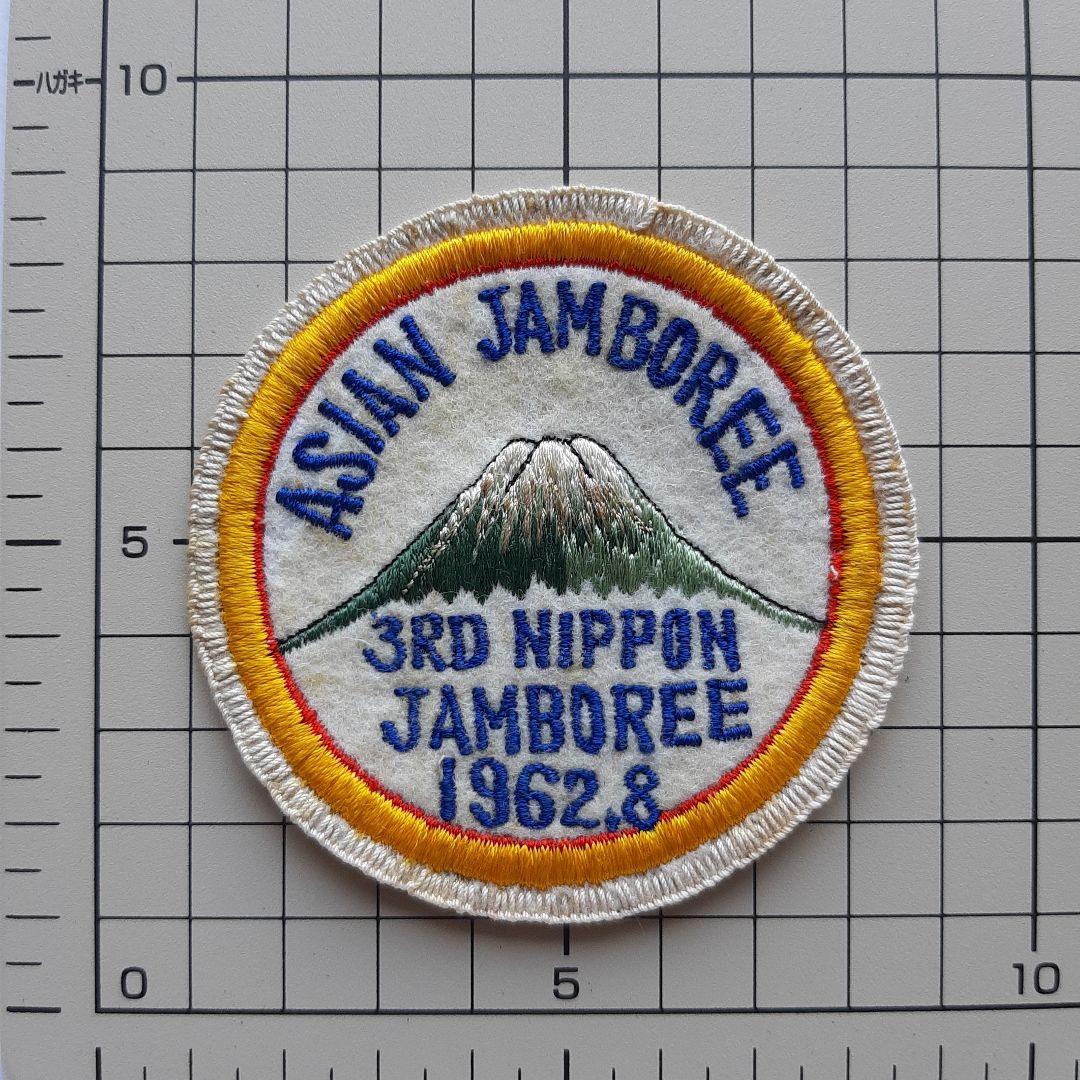 ハガキ 10
ASIAN JAMBOREE
5
3RD NIPPON
JAMBOREE
1962.8
0 5 10